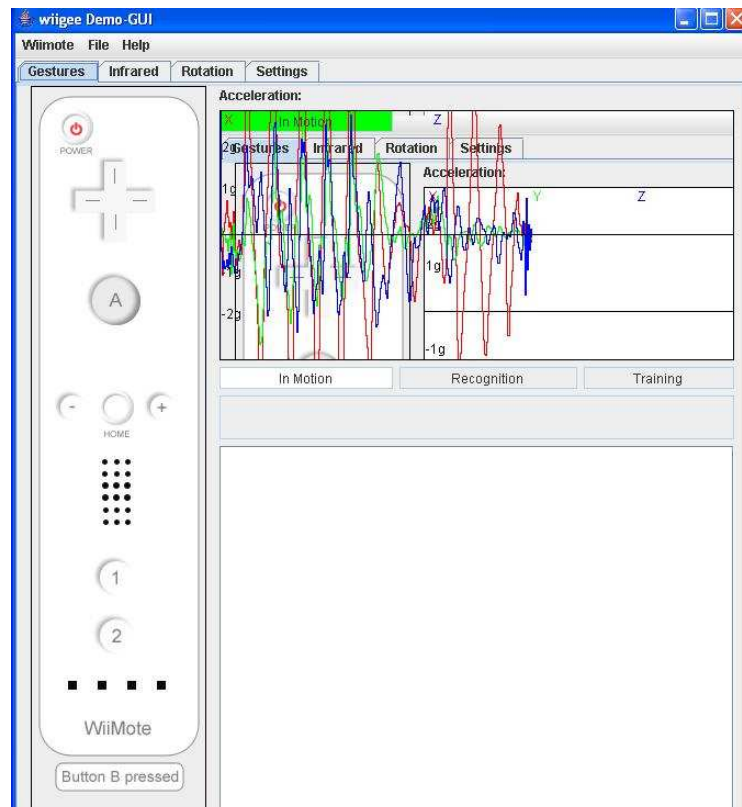 wiigee Demo-GUI
Wiimote File Help
Gestures Infrared Rotation Settings
Acceleration:
X In Motion Z
2g
Gestures Infrared Rotation Settings
Acceleration:
1g
X Y Z
1g
-1g
-2g
-1g
In Motion Recognition Training
POWER
A
- +
HOME
1
2
WiiMote
Button B pressed